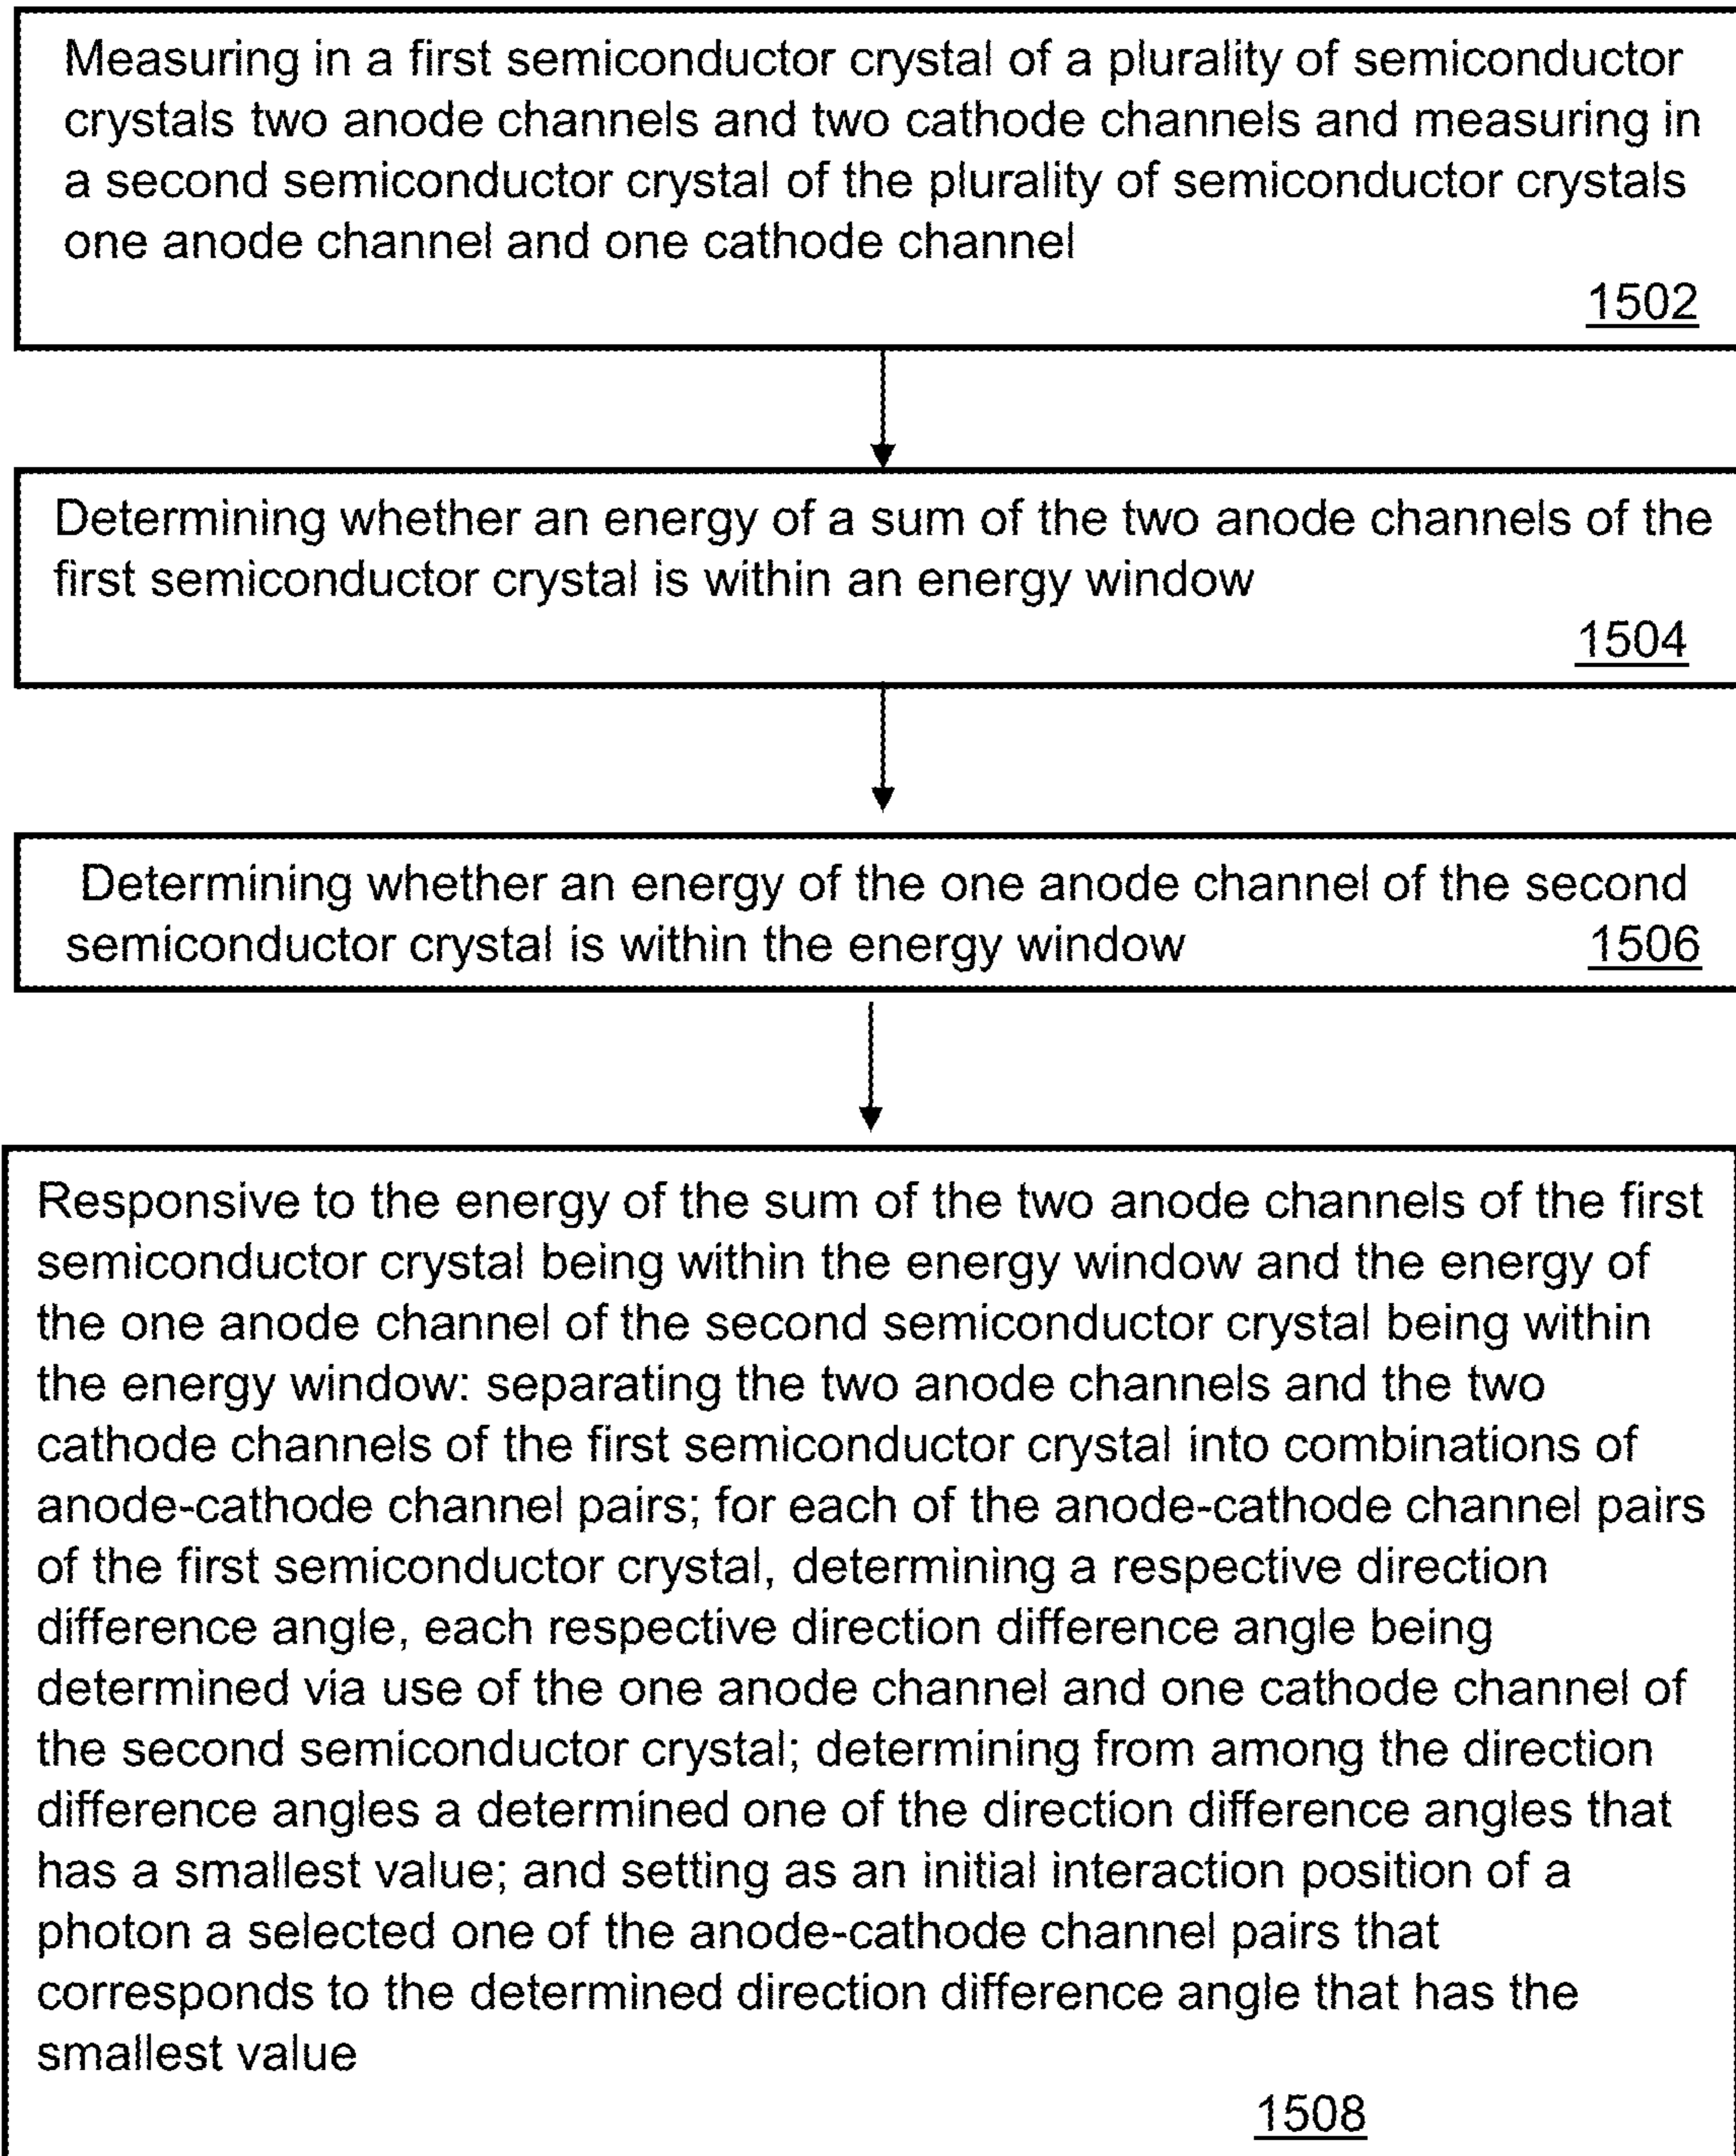 Measuring in a first semiconductor crystal of a plurality of semiconductor
crystals two anode channels and two cathode channels and measuring in
a second semiconductor crystal of the plurality of semiconductor crystals
one anode channel and one cathode channel
1502
Determining whether an energy of a sum of the two anode channels of the
first semiconductor crystal is within an energy window
1504
Determining whether an energy of the one anode channel of the second
semiconductor crystal is within the energy window 1506
Responsive to the energy of the sum of the two anode channels of the first
semiconductor crystal being within the energy window and the energy of
the one anode channel of the second semiconductor crystal being within
the energy window: separating the two anode channels and the two
cathode channels of the first semiconductor crystal into combinations of
anode-cathode channel pairs; for each of the anode-cathode channel pairs
of the first semiconductor crystal, determining a respective direction
difference angle, each respective direction difference angle being
determined via use of the one anode channel and one cathode channel of
the second semiconductor crystal; determining from among the direction
difference angles a determined one of the direction difference angles that
has a smallest value; and setting as an initial interaction position of a
photon a selected one of the anode-cathode channel pairs that
corresponds to the determined direction difference angle that has the
smallest value
1508